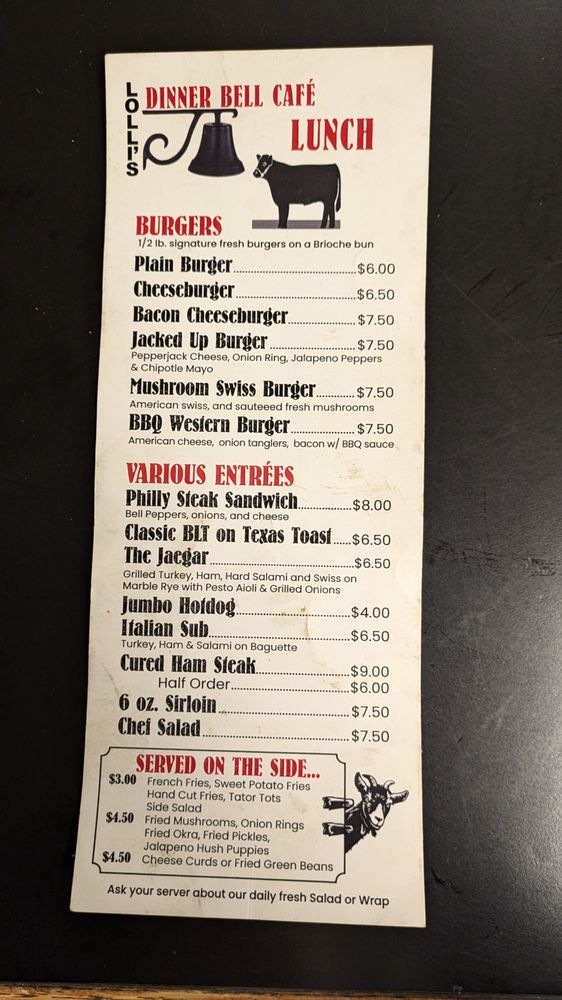 LOLLI'S
DINNER BELL CAFÉ
LUNCH
BURGERS
1/2 lb. signature fresh burgers on a Brioche bun
Plain Burger..........$6.00
Cheeseburger..........$6.50
Bacon Cheeseburger..........$7.50
Jacked Up Burger..........$7.50
Pepperjack Cheese, Onion Ring, Jalapeno Peppers
& Chipotle Mayo
Mushroom Swiss Burger..........$7.50
American swiss, and sauteeed fresh mushrooms
BBQ Western Burger..........$7.50
American cheese, onion tanglers, bacon w/ BBQ sauce
VARIOUS ENTRÉES
Philly Steak Sandwich..........$8.00
Bell Peppers, onions, and cheese
Classic BLT on Texas Toast.....$6.50
The Jaegar..........$6.50
Grilled Turkey, Ham, Hard Salami and Swiss on
Marble Rye with Pesto Aioli & Grilled Onions
Jumbo Hotdog..........$4.00
Italian Sub..........$6.50
Turkey, Ham & Salami on Baguette
Cured Ham Steak..........$9.00
Half Order..........$6.00
6 oz. Sirloin..........$7.50
Chef Salad..........$7.50
SERVED ON THE SIDE...
$3.00 French Fries, Sweet Potato Fries
Hand Cut Fries, Tator Tots
Side Salad
$4.50 Fried Mushrooms, Onion Rings
Fried Okra, Fried Pickles,
Jalapeno Hush Puppies
$4.50 Cheese Curds or Fried Green Beans
Ask your server about our daily fresh Salad or Wrap